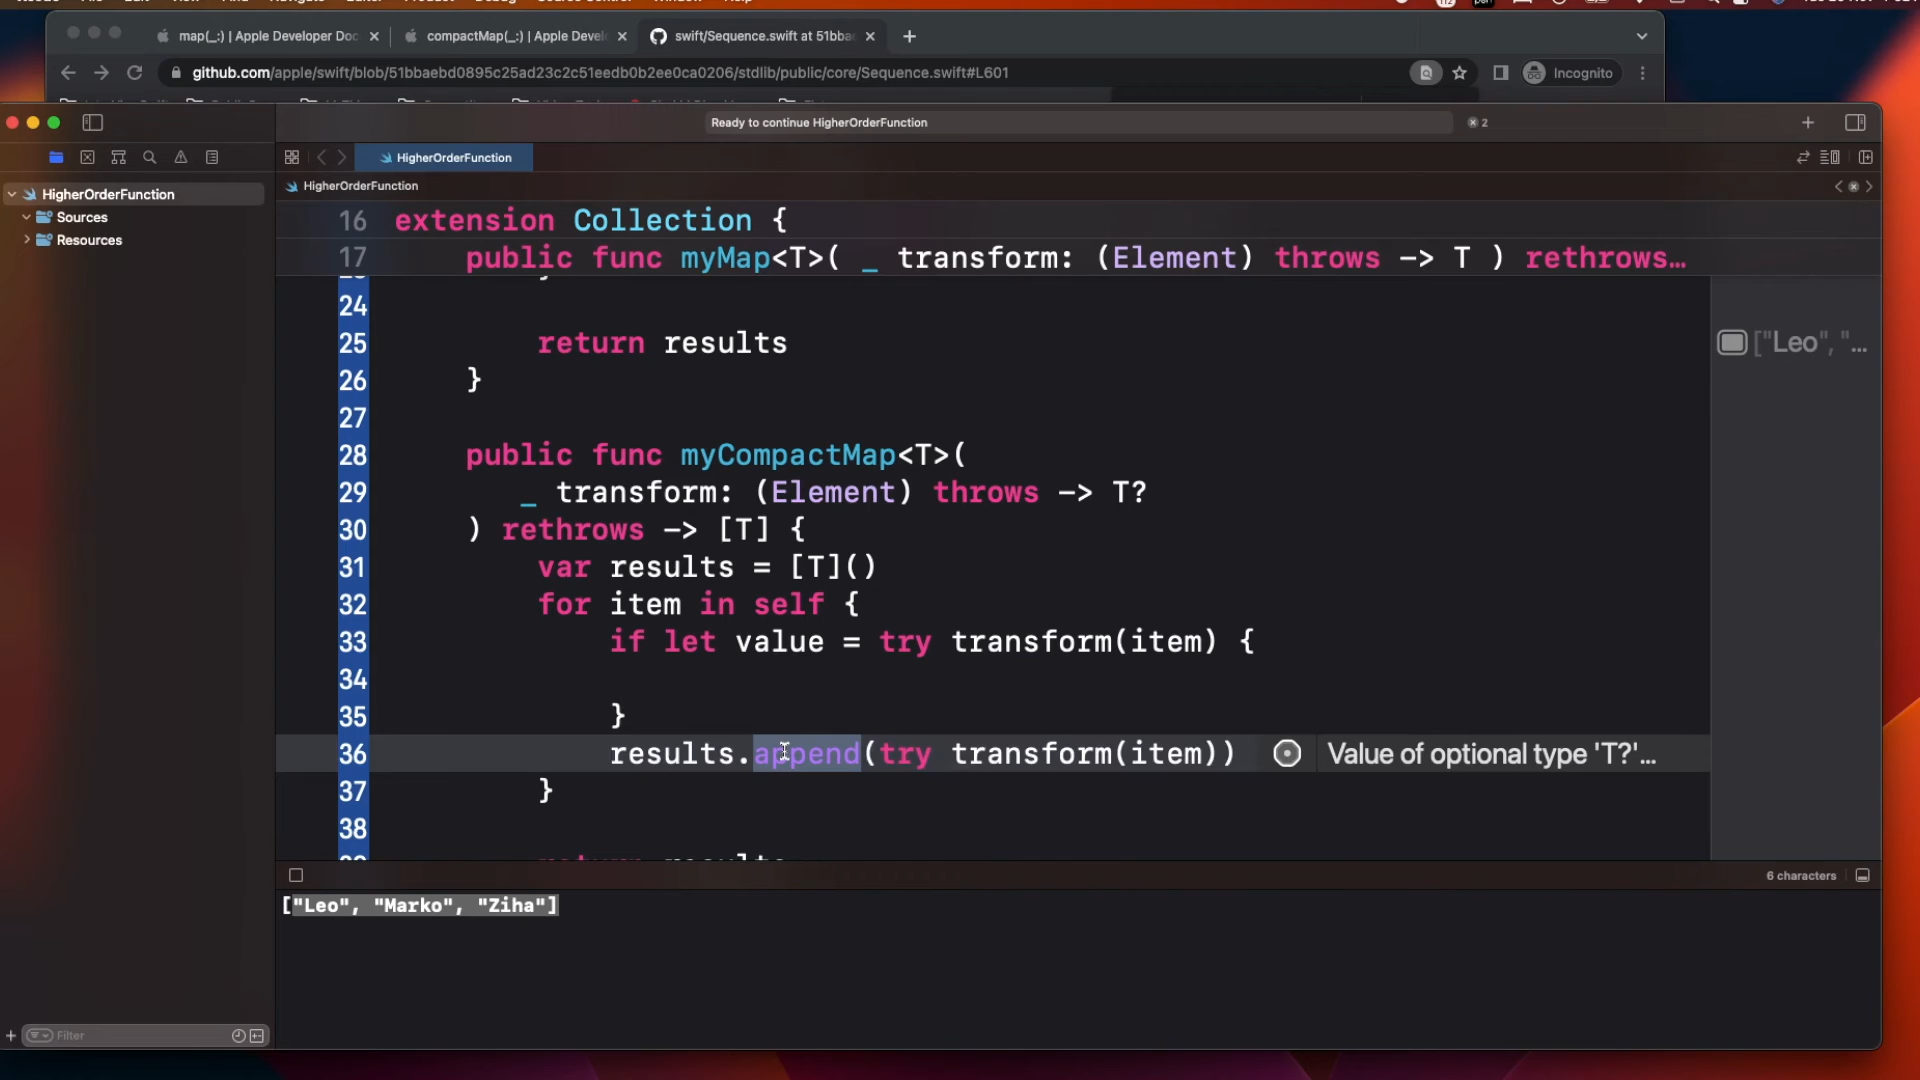 map(_:) | Apple Developer Doc
compactMap(_:) | Apple Devel
swift/Sequence.swift at 51bbae
github.com/apple/swift/blob/51bbaebd0895c25ad23c2c51eedb0b2ee0ca0206/stdlib/public/core/Sequence.swift#L601
Incognito
Ready to continue HigherOrderFunction
2
HigherOrderFunction
HigherOrderFunction
HigherOrderFunction
Sources
Resources
16 extension Collection {
17 public func myMap<T>( _ transform: (Element) throws -> T ) rethrows…
24
25 return results
["Leo", "…
26 }
27
28 public func myCompactMap<T>(
29 _ transform: (Element) throws -> T?
30 ) rethrows -> [T] {
31 var results = [T]()
32 for item in self {
33 if let value = try transform(item) {
34
35 }
36 results.append(try transform(item))
Value of optional type 'T?'…
37 }
38
6 characters
["Leo", "Marko", "Ziha"]
Filter